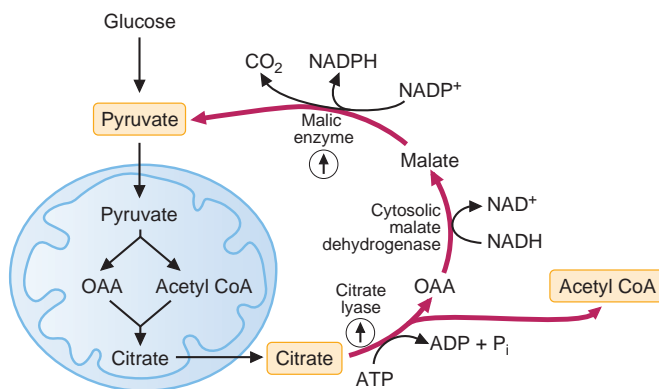 Glucose
CO2
NADPH
NADP+
Pyruvate
Malic
enzyme
Malate
Pyruvate
Cytosolic
malate
dehydrogenase
NAD+
NADH
OAA
Acetyl CoA
Citrate
lyase
OAA
Acetyl CoA
Citrate
Citrate
ADP + Pi
ATP